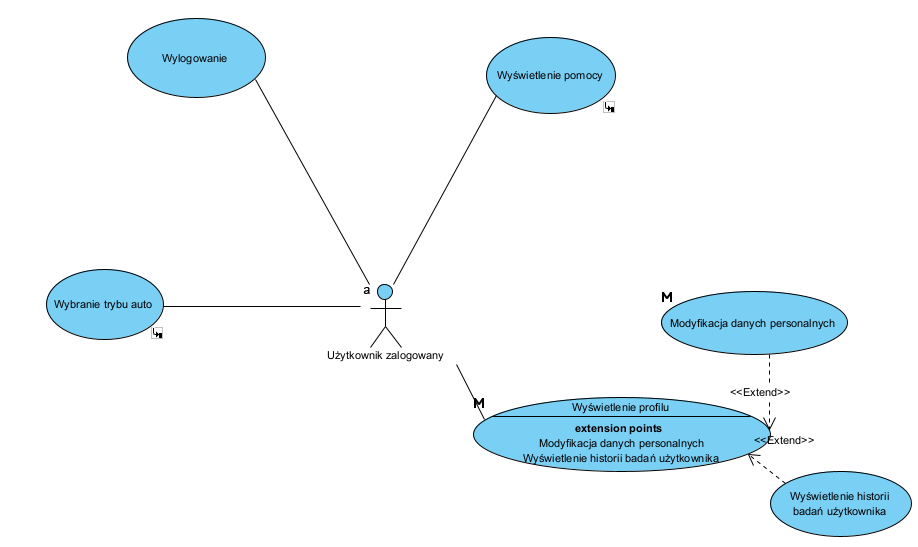 Wylogowanie
Wyświetlenie pomocy
Wybranie trybu auto
a
Użytkownik zalogowany
M
Modyfikacja danych personalnych
<<Extend>>
M
Wyświetlenie profilu
extension points
Modyfikacja danych personalnych
Wyświetlenie historii badań użytkownika
<<Extend>>
Wyświetlenie historii
badań użytkownika